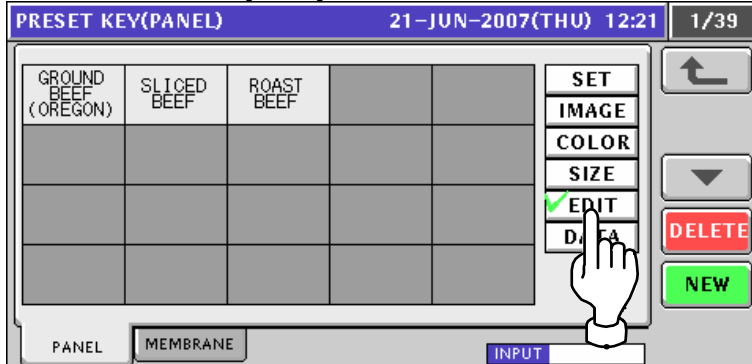 PRESET KEY(PANEL) 21-JUN-2007(THU) 12:21 1/39
GROUND
BEEF
(OREGON)
SLICED
BEEF
ROAST
BEEF
SET
IMAGE
COLOR
SIZE
EDIT
DELETE
NEW
PANEL
MEMBRANE
INPUT